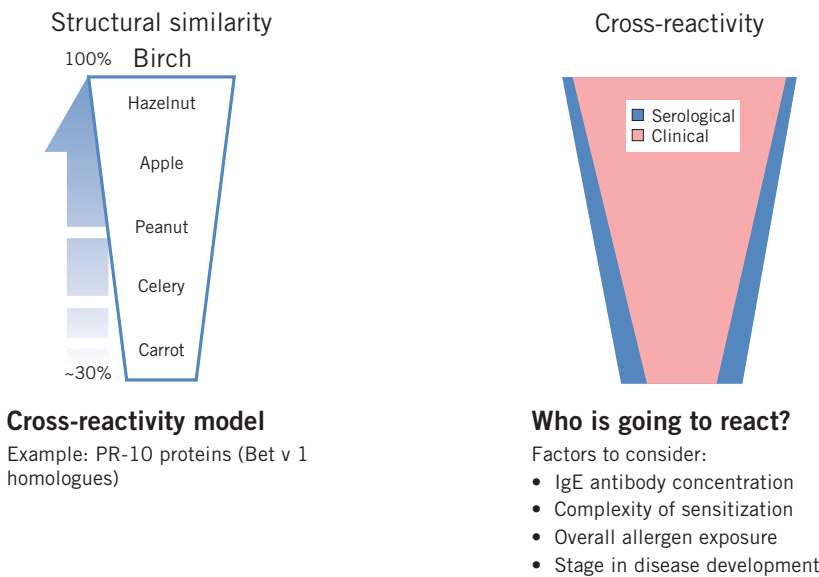 Structural similarity
100%
Birch
Hazelnut
Apple
Peanut
Celery
Carrot
~30%
Cross-reactivity model
Example: PR-10 proteins (Bet v 1
homologues)
Cross-reactivity
Serological
Clinical
Who is going to react?
Factors to consider:
• IgE antibody concentration
• Complexity of sensitization
• Overall allergen exposure
• Stage in disease development